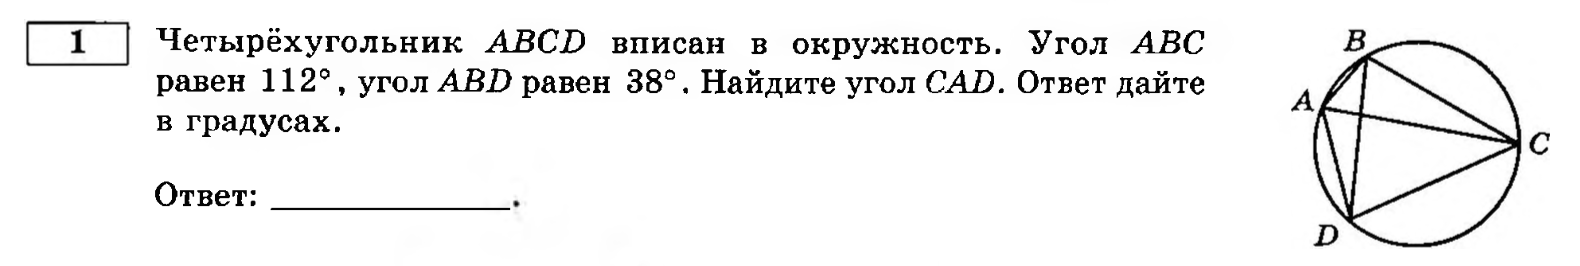 1
Четырёхугольник ABCD вписан в окружность. Угол ABC
равен 112°, угол ABD равен 38°. Найдите угол CAD. Ответ дайте
в градусах.
Ответ: ______________.
B
A
C
D